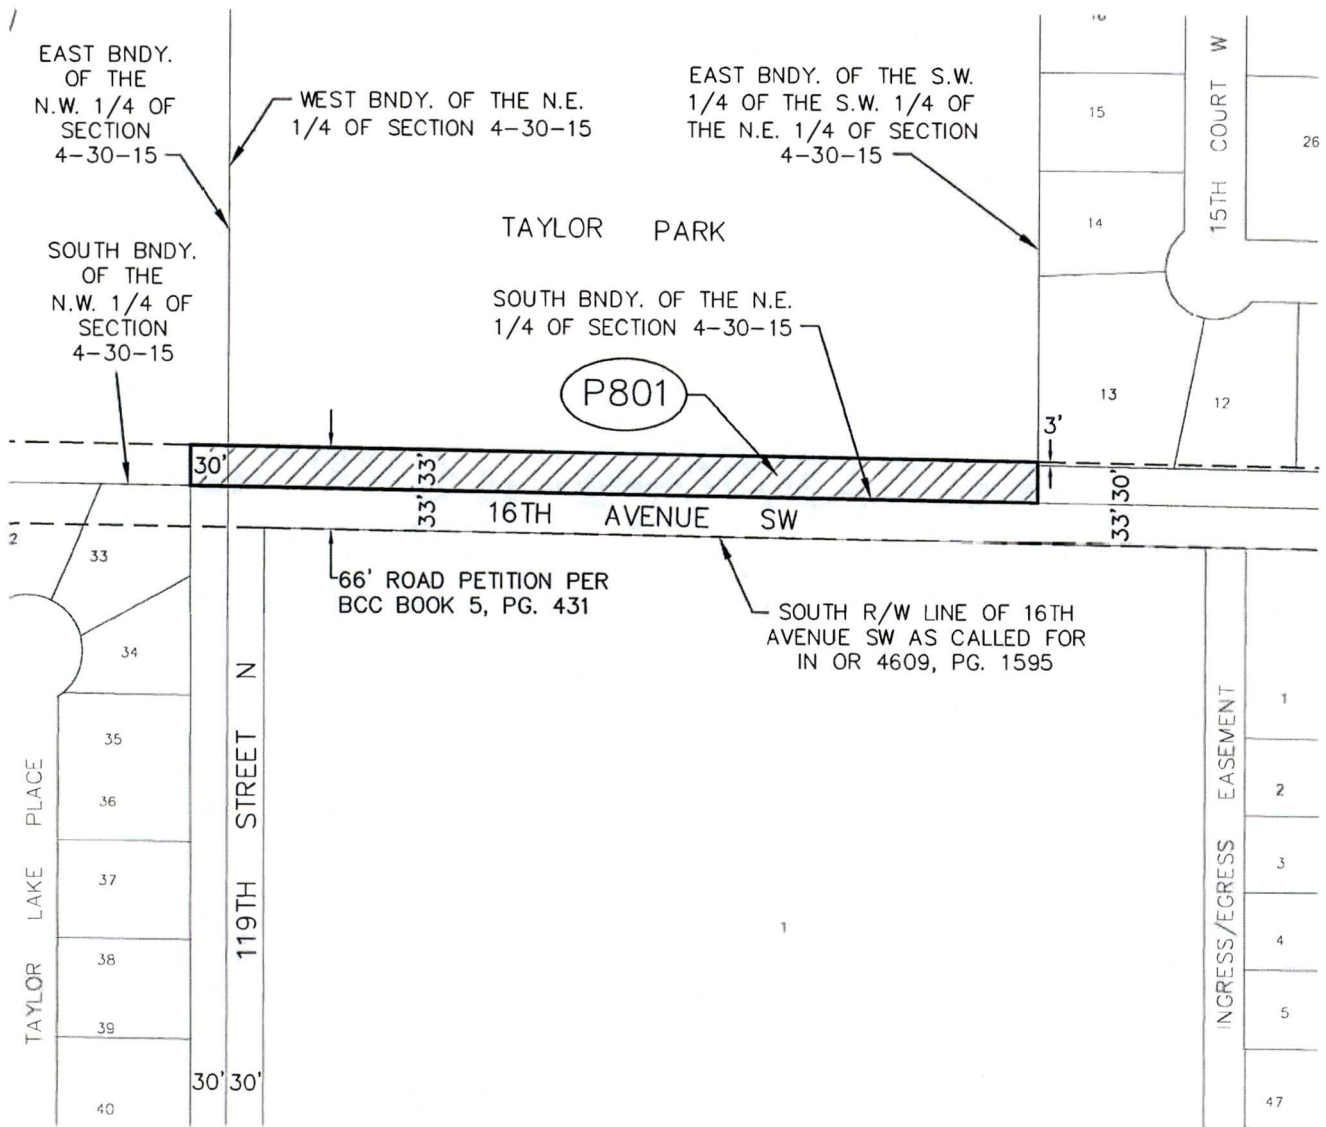 EAST BNDY.
OF THE
N.W. 1/4 OF
SECTION
4-30-15
WEST BNDY. OF THE N.E.
1/4 OF SECTION 4-30-15
EAST BNDY. OF THE S.W.
1/4 OF THE S.W. 1/4 OF
THE N.E. 1/4 OF SECTION
4-30-15
15
14
13
12
26
15TH COURT W
TAYLOR PARK
SOUTH BNDY.
OF THE
N.W. 1/4 OF
SECTION
4-30-15
SOUTH BNDY. OF THE N.E.
1/4 OF SECTION 4-30-15
P801
3'
30'
33'
33'
30'
33'
16TH AVENUE SW
66' ROAD PETITION PER
BCC BOOK 5, PG. 431
SOUTH R/W LINE OF 16TH
AVENUE SW AS CALLED FOR
IN OR 4609, PG. 1595
2
33
34
35
36
37
38
39
40
TAYLOR LAKE PLACE
119TH STREET N
30'
30'
1
INGRESS/EGRESS EASEMENT
1
2
3
4
5
47